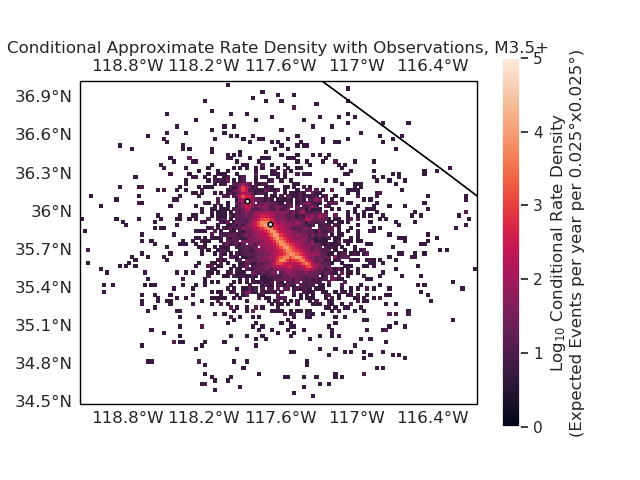 Conditional Approximate Rate Density with Observations, M3.5+
118.8°W 118.2°W 117.6°W 117°W 116.4°W
36.9°N
36.6°N
36.3°N
36°N
35.7°N
35.4°N
35.1°N
34.8°N
34.5°N
118.8°W 118.2°W 117.6°W 117°W 116.4°W
5
4
3
2
1
0
Log₁₀ Conditional Rate Density
(Expected Events per year per 0.025°x0.025°)